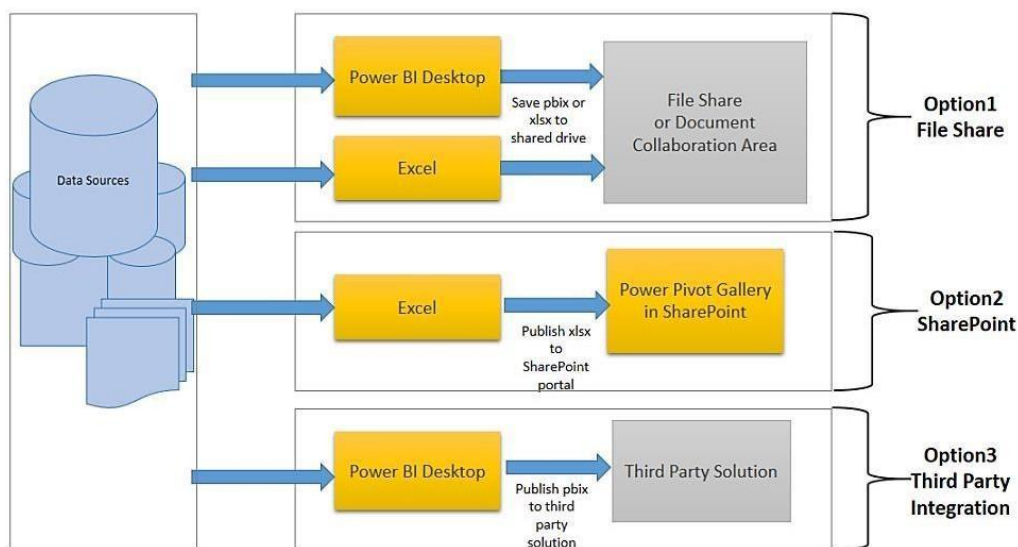 Data Sources
Power BI Desktop
Save pbix or
xlsx to
shared drive
Excel
File Share
or Document
Collaboration Area
Option1
File Share
Excel
Publish xlsx
to
SharePoint
portal
Power Pivot Gallery
in SharePoint
Option2
SharePoint
Power BI Desktop
Publish pbix
to third
party
solution
Third Party Solution
Option3
Third Party
Integration